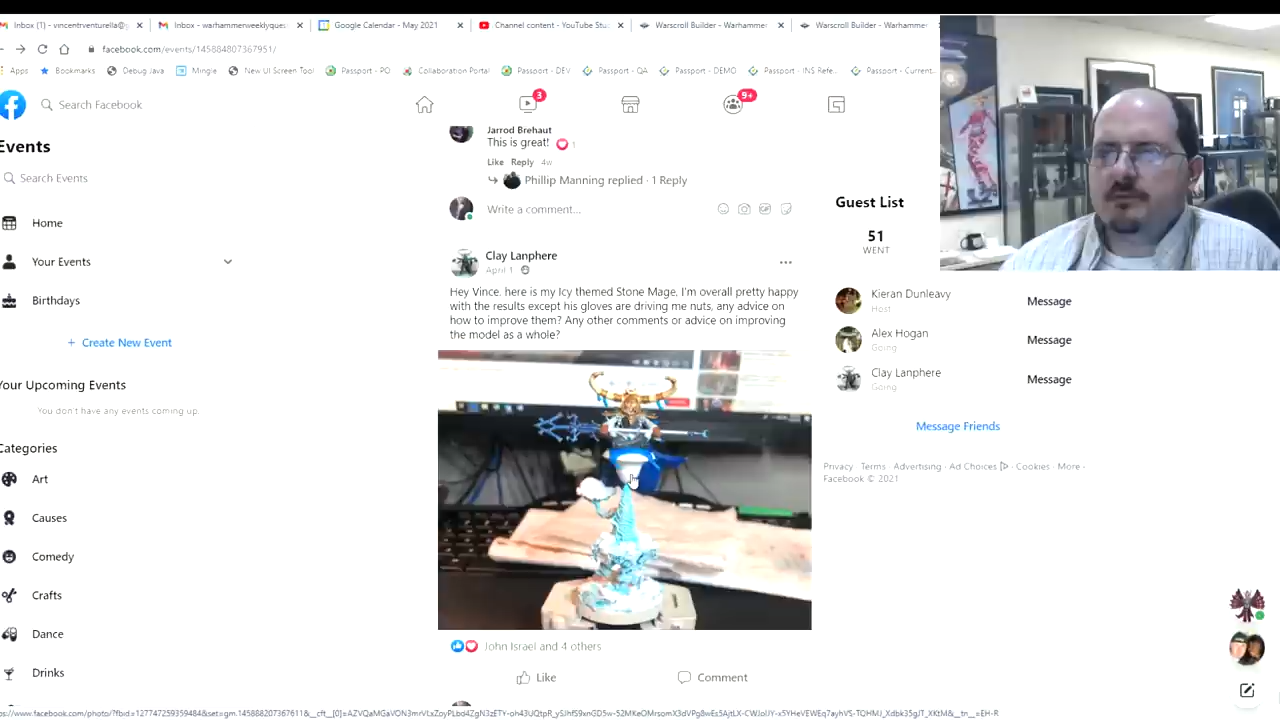 Inbox (1) - vincentrventurella@g
Inbox - warhammerweeklyques
Google Calendar - May 2021
Channel content - YouTube Stu
Warscroll Builder - Warhammer
Warscroll Builder - Warhammer
facebook.com/events/1458848073679​51/
Apps
Bookmarks
Debug Java
Mingle
New UI Screen Tool
Passport - PO
Collaboration Portal
Passport - DEV
Passport - QA
Passport - DEMO
Passport - INS Refe...
Passport - Current...
Search Facebook
3
9+
Events
Search Events
Home
Your Events
Birthdays
+ Create New Event
Your Upcoming Events
You don't have any events coming up.
Categories
Art
Causes
Comedy
Crafts
Dance
Drinks
Jarrod Brehaut
This is great!
1
Like Reply 4w
Phillip Manning replied · 1 Reply
Write a comment...
Clay Lanphere
April 1
Hey Vince, here is my Icy themed Stone Mage, I'm overall pretty happy
with the results except his gloves are driving me nuts, any advice on
how to improve them? Any other comments or advice on improving
the model as a whole?
John Israel and 4 others
Like
Comment
Guest List
51
WENT
Kieran Dunleavy
Host
Message
Alex Hogan
Going
Message
Clay Lanphere
Going
Message
Message Friends
Privacy · Terms · Advertising · Ad Choices · Cookies · More ·
Facebook © 2021